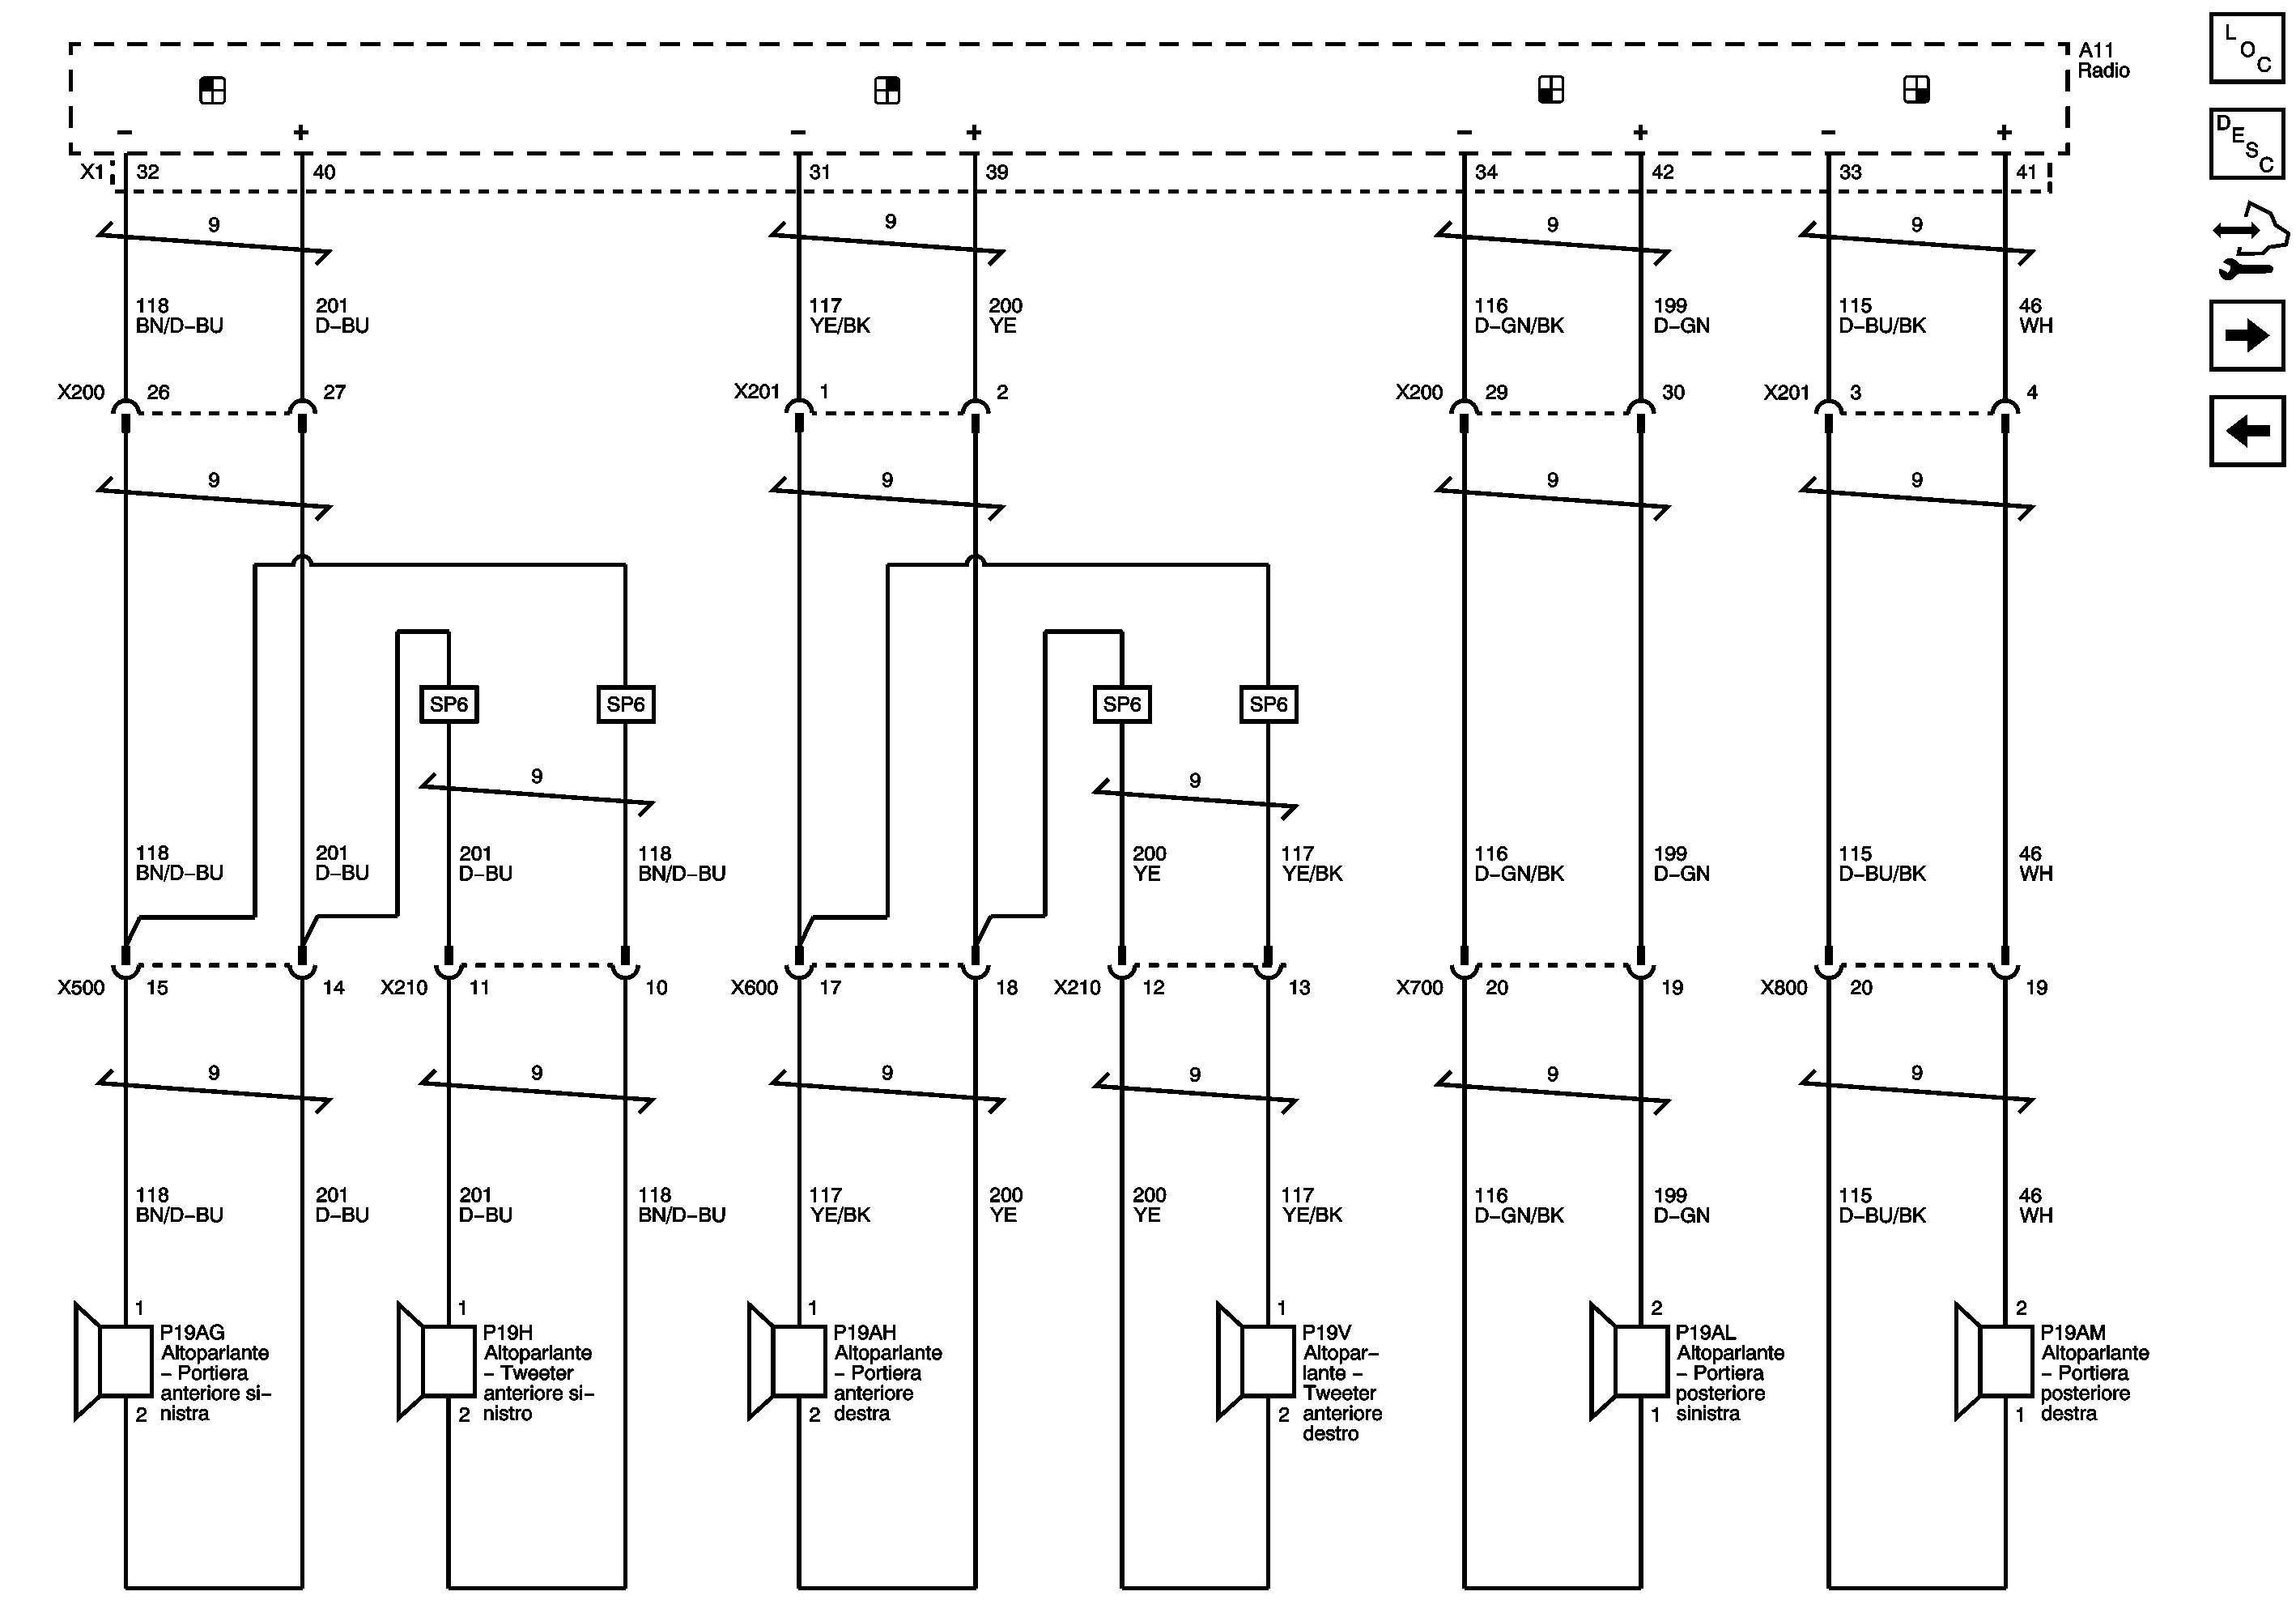 A11
Radio
L
O
C
D
E
S
C
− + − + − + − +
X1 32 40 31 39 34 42 33 41
9 9 9 9
118 201 117 200 116 199 115 46
BN/D−BU D−BU YE/BK YE D−GN/BK D−GN D−BU/BK WH
X200 26 27 X201 1 2 X200 29 30 X201 3 4
9 9 9 9
SP6 SP6 SP6 SP6
9 9
118 201 201 118 200 117 116 199 115 46
BN/D−BU D−BU D−BU BN/D−BU YE YE/BK D−GN/BK D−GN D−BU/BK WH
X500 15 14 X210 11 10 X600 17 18 X210 12 13 X700 20 19 X800 20 19
9 9 9 9 9 9
118 201 201 118 117 200 200 117 116 199 115 46
BN/D−BU D−BU D−BU BN/D−BU YE/BK YE YE YE/BK D−GN/BK D−GN D−BU/BK WH
1
P19AG
Altoparlante
− Portiera
anteriore si−
2 nistra
1
P19H
Altoparlante
− Tweeter
anteriore si−
2 nistro
1
P19AH
Altoparlante
− Portiera
anteriore
2 destra
1
P19V
Altopar−
lante −
Tweeter
2 anteriore
destro
2
P19AL
Altoparlante
− Portiera
posteriore
1 sinistra
2
P19AM
Altoparlante
− Portiera
posteriore
1 destra